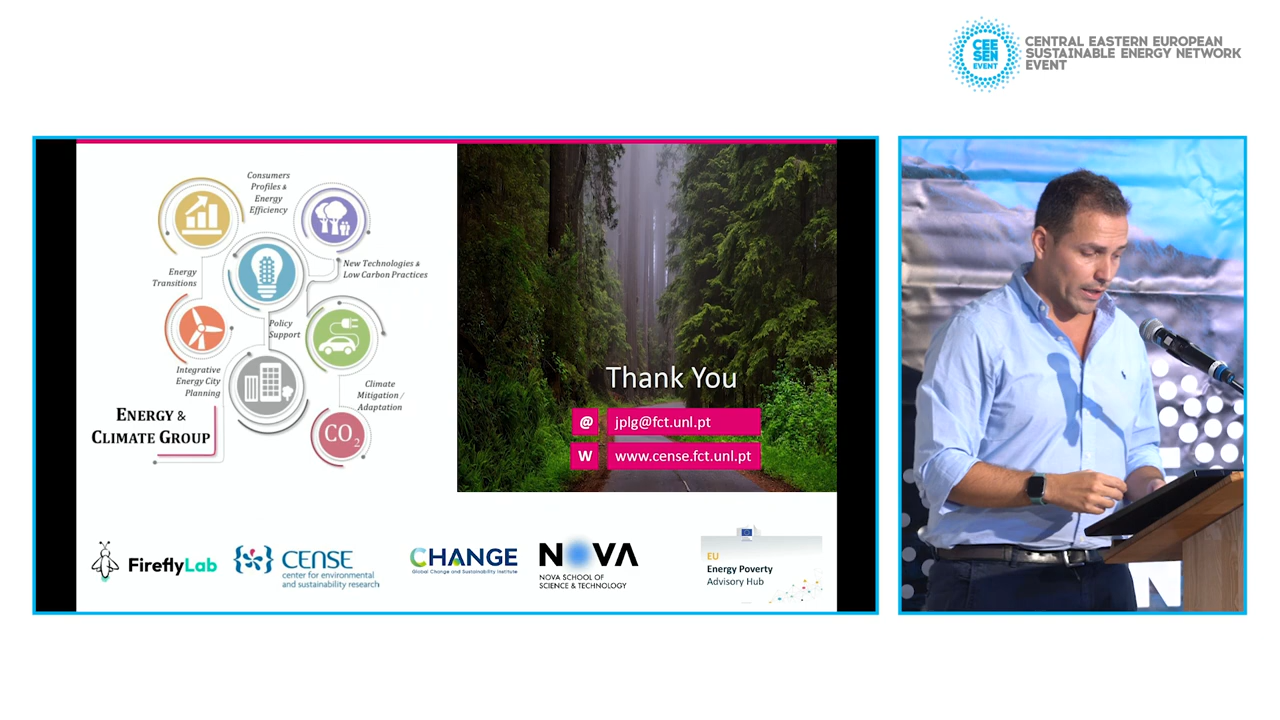 CEE
SEN
EVENT
CENTRAL EASTERN EUROPEAN
SUSTAINABLE ENERGY NETWORK
EVENT
Consumers
Profiles &
Energy
Efficiency
New Technologies &
Low Carbon Practices
Energy
Transitions
Policy
Support
Integrative
Energy City
Planning
Climate
Mitigation /
Adaptation
ENERGY &
CLIMATE GROUP
CO2
Thank You
@ jplg@fct.unl.pt
W www.cense.fct.unl.pt
FireflyLab
CENSE
center for environmental
and sustainability research
CHANGE
Global Change and Sustainability Institute
NOVA
NOVA SCHOOL OF
SCIENCE & TECHNOLOGY
EU
Energy Poverty
Advisory Hub